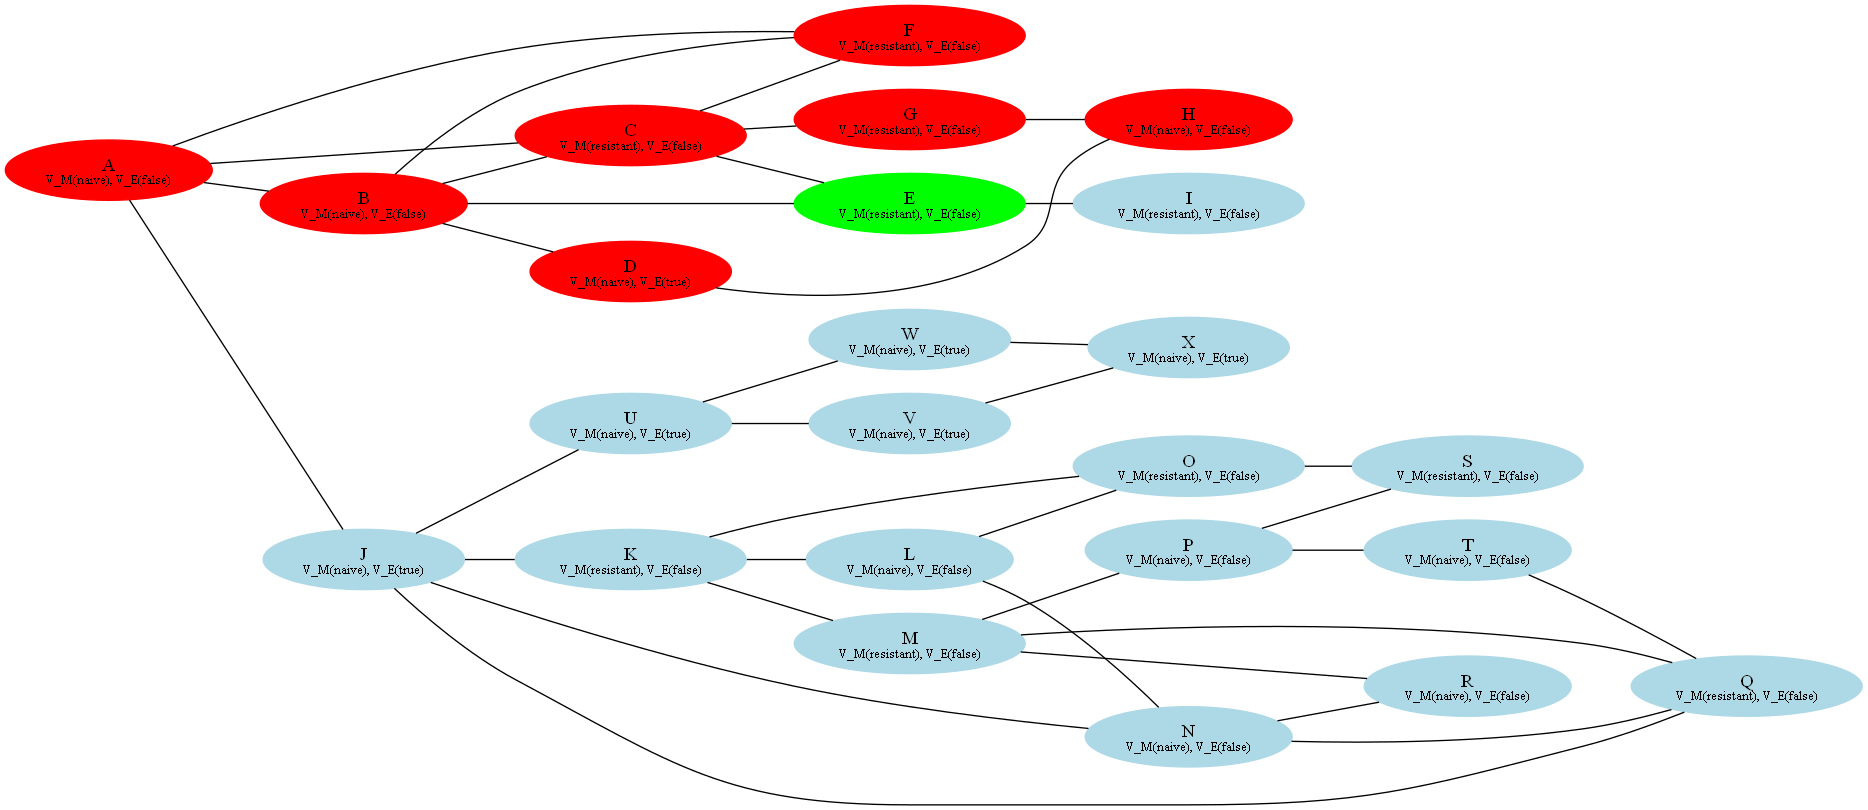 F
V_M(resistant), V_E(false)
G
V_M(resistant), V_E(false)
H
V_M(naive), V_E(false)
C
V_M(resistant), V_E(false)
A
V_M(naive), V_E(false)
B
V_M(naive), V_E(false)
E
V_M(resistant), V_E(false)
I
V_M(resistant), V_E(false)
D
V_M(naive), V_E(true)
W
V_M(naive), V_E(true)
X
V_M(naive), V_E(true)
U
V_M(naive), V_E(true)
V
V_M(naive), V_E(true)
O
V_M(resistant), V_E(false)
S
V_M(resistant), V_E(false)
J
V_M(naive), V_E(true)
K
V_M(resistant), V_E(false)
L
V_M(naive), V_E(false)
P
V_M(naive), V_E(false)
T
V_M(naive), V_E(false)
M
V_M(resistant), V_E(false)
R
V_M(naive), V_E(false)
Q
V_M(resistant), V_E(false)
N
V_M(naive), V_E(false)